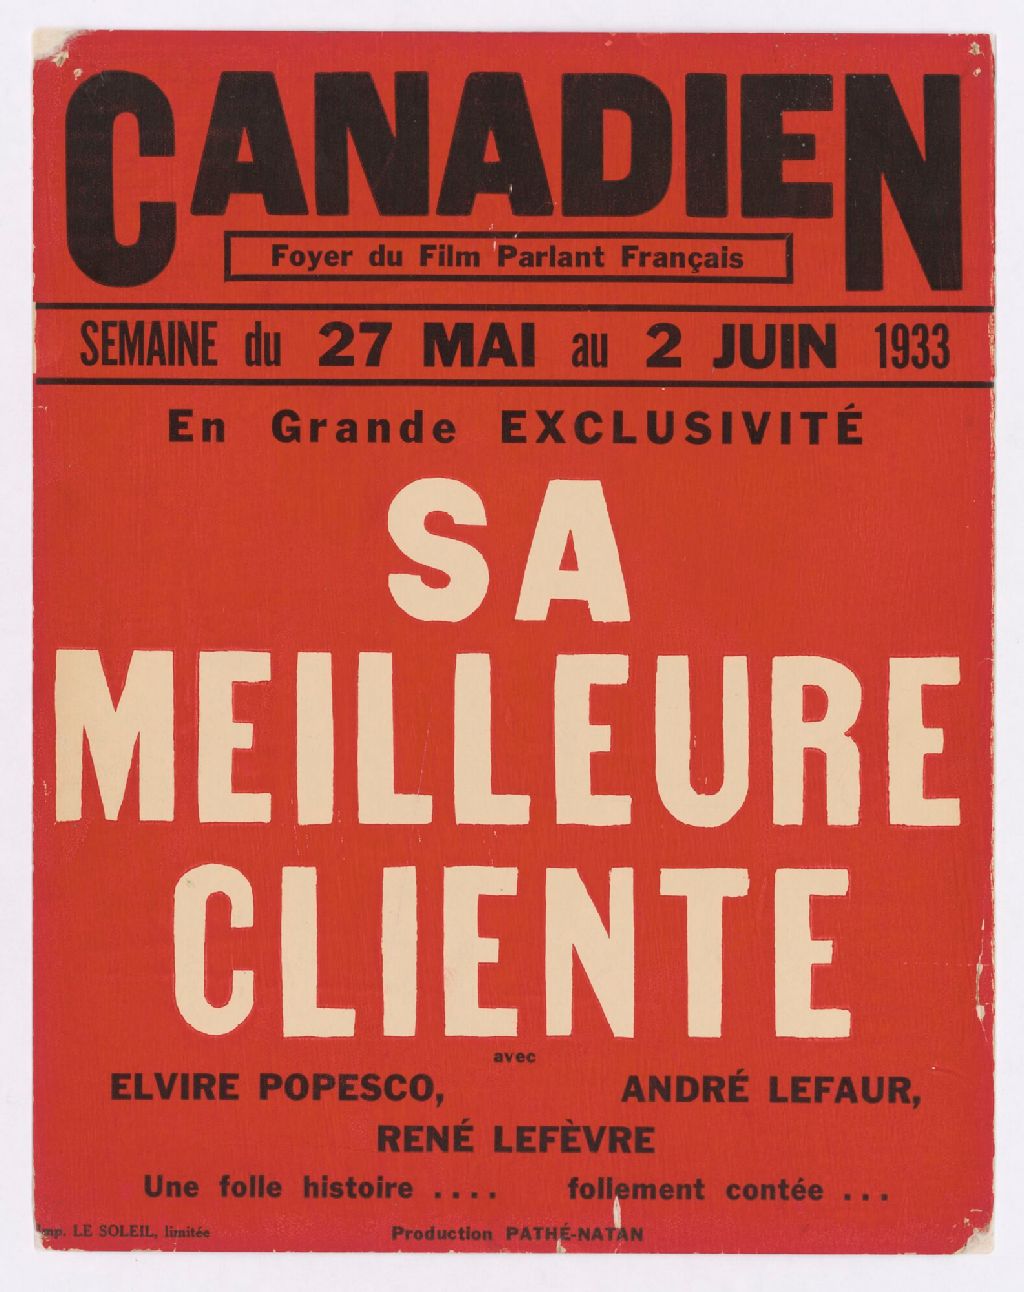 CANADIEN
Foyer du Film Parlant Français
SEMAINE du 27 MAI au 2 JUIN 1933
En Grande EXCLUSIVITÉ
SA
MEILLEURE
CLIENTE
avec
ELVIRE POPESCO, ANDRÉ LEFAUR,
RENÉ LEFÈVRE
Une folle histoire .... follement contée ...
Imp. LE SOLEIL, limitée Production PATHÉ-NATAN